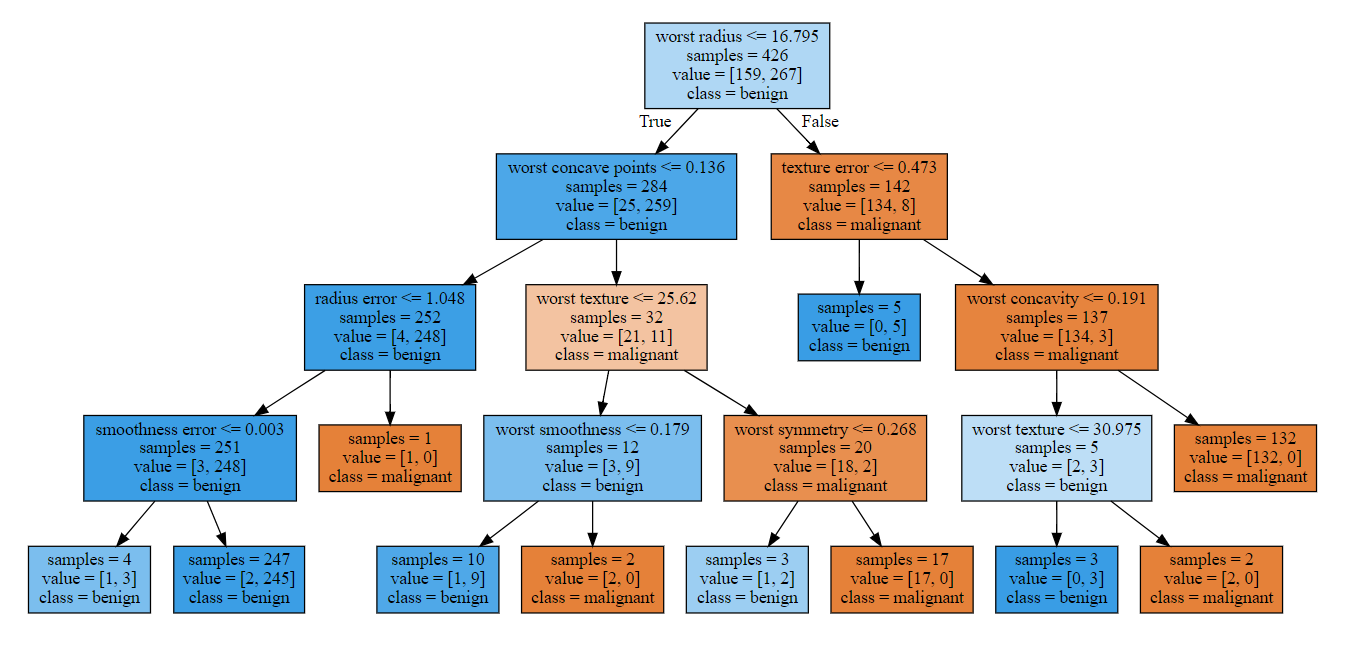 worst radius <= 16.795
samples = 426
value = [159, 267]
class = benign
True
False
worst concave points <= 0.136
samples = 284
value = [25, 259]
class = benign
texture error <= 0.473
samples = 142
value = [134, 8]
class = malignant
radius error <= 1.048
samples = 252
value = [4, 248]
class = benign
worst texture <= 25.62
samples = 32
value = [21, 11]
class = malignant
samples = 5
value = [0, 5]
class = benign
worst concavity <= 0.191
samples = 137
value = [134, 3]
class = malignant
smoothness error <= 0.003
samples = 251
value = [3, 248]
class = benign
samples = 1
value = [1, 0]
class = malignant
worst smoothness <= 0.179
samples = 12
value = [3, 9]
class = benign
worst symmetry <= 0.268
samples = 20
value = [18, 2]
class = malignant
worst texture <= 30.975
samples = 5
value = [2, 3]
class = benign
samples = 132
value = [132, 0]
class = malignant
samples = 4
value = [1, 3]
class = benign
samples = 247
value = [2, 245]
class = benign
samples = 10
value = [1, 9]
class = benign
samples = 2
value = [2, 0]
class = malignant
samples = 3
value = [1, 2]
class = benign
samples = 17
value = [17, 0]
class = malignant
samples = 3
value = [0, 3]
class = benign
samples = 2
value = [2, 0]
class = malignant